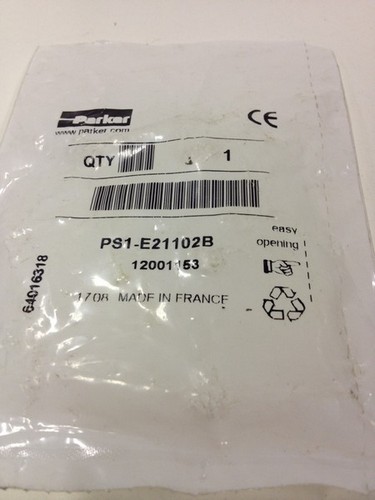 Parker
www.parker.com
CE
QTY 1
PS1-E21102B
12001153
easy
opening
1708 MADE IN FRANCE
64016318